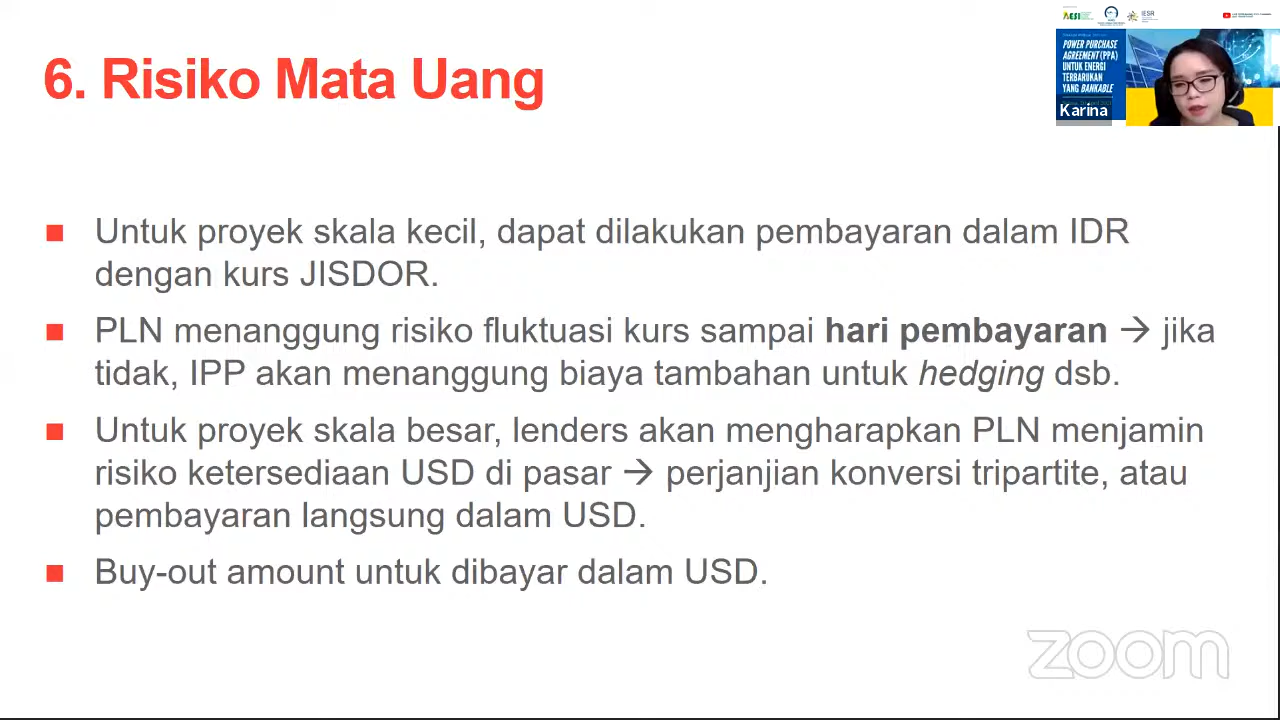 6. Risiko Mata Uang
AESI
IESR
POWER PURCHASE
AGREEMENT (PPA)
UNTUK ENERGI
TERBARUKAN
YANG BANKABLE
Karina
■ Untuk proyek skala kecil, dapat dilakukan pembayaran dalam IDR
dengan kurs JISDOR.
■ PLN menanggung risiko fluktuasi kurs sampai hari pembayaran → jika
tidak, IPP akan menanggung biaya tambahan untuk hedging dsb.
■ Untuk proyek skala besar, lenders akan mengharapkan PLN menjamin
risiko ketersediaan USD di pasar → perjanjian konversi tripartite, atau
pembayaran langsung dalam USD.
■ Buy-out amount untuk dibayar dalam USD.
zoom